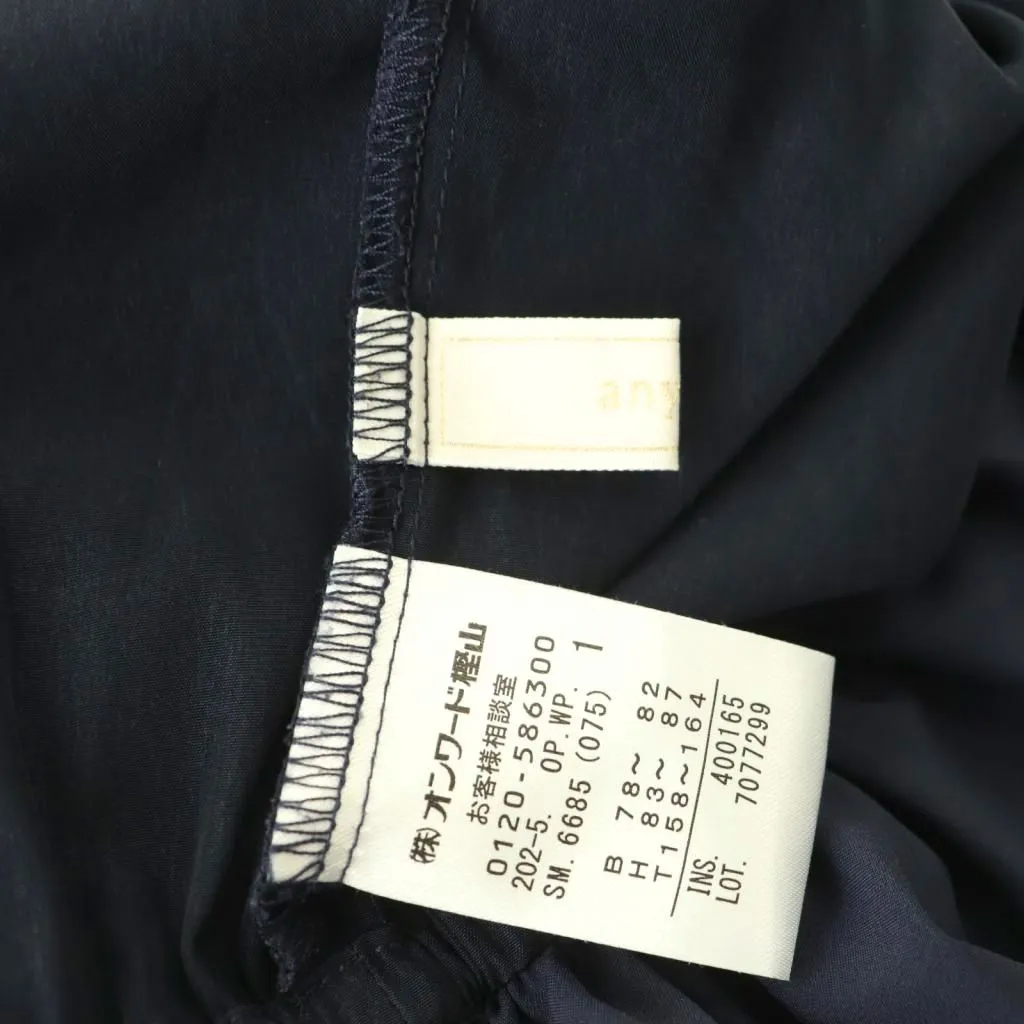 any
(株)オンワード樫山
お客様相談室
0120-586300
202-5. OP.WP. 1
SM. 6685 (075)
B 78~ 82
H 83~ 87
T158~164
INS. 400165
LOT. 7077299